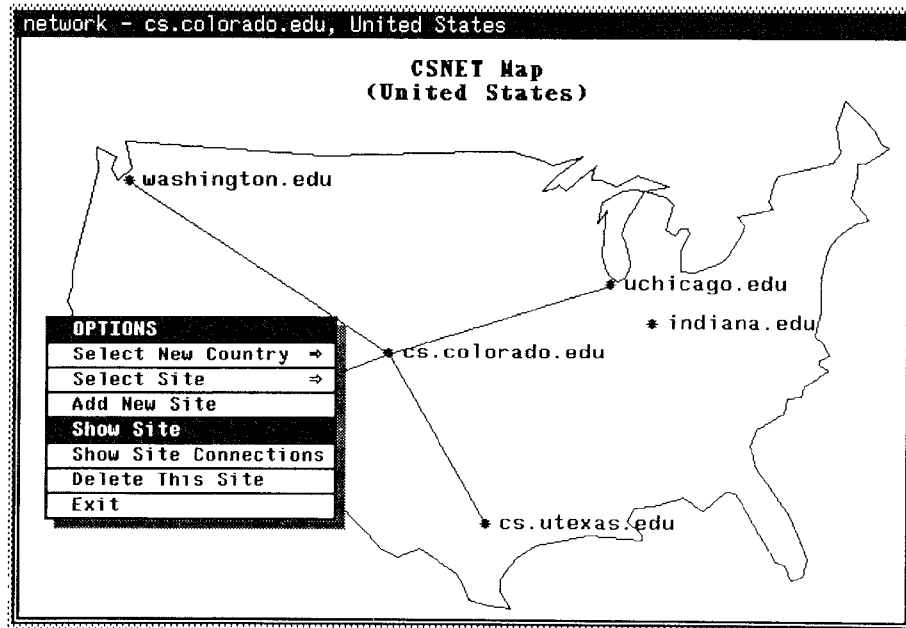 network - cs.colorado.edu, United States
CSNET Map
(United States)
washington.edu
uchicago.edu
indiana.edu
cs.colorado.edu
cs.utexas.edu
OPTIONS
Select New Country ⇒
Select Site ⇒
Add New Site
Show Site
Show Site Connections
Delete This Site
Exit